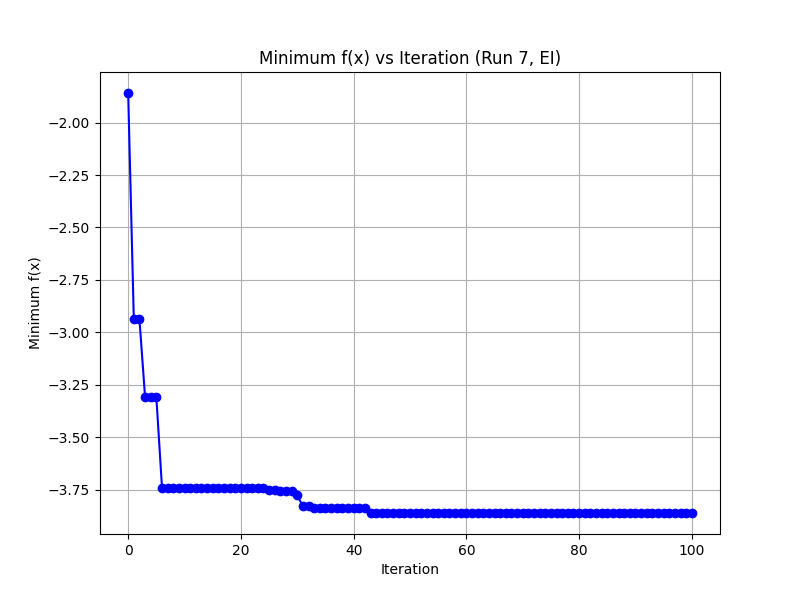 Minimum f(x) vs Iteration (Run 7, EI)
Minimum f(x)
−2.00
−2.25
−2.50
−2.75
−3.00
−3.25
−3.50
−3.75
0 20 40 60 80 100
Iteration